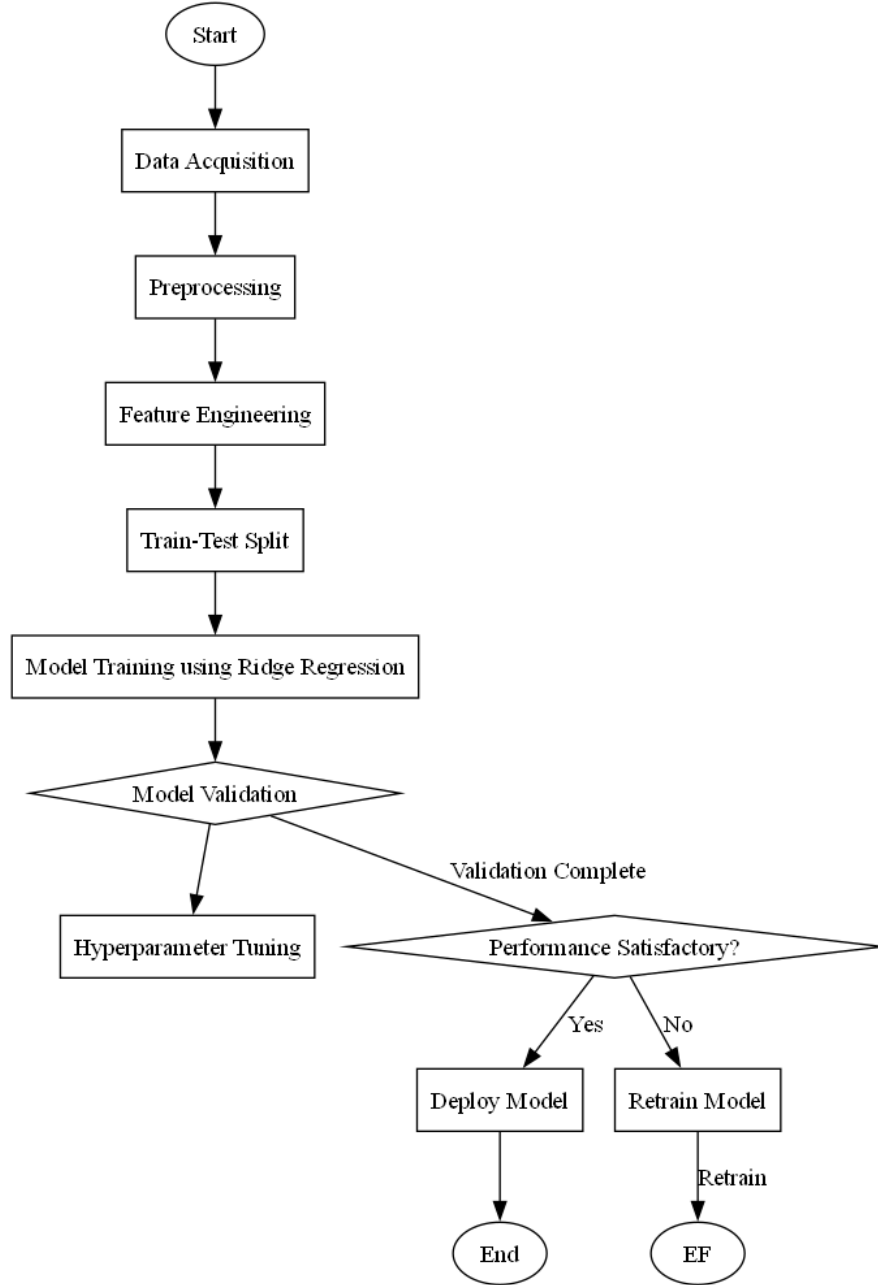 Start
Data Acquisition
Preprocessing
Feature Engineering
Train-Test Split
Model Training using Ridge Regression
Model Validation
Validation Complete
Hyperparameter Tuning
Performance Satisfactory?
Yes
No
Deploy Model
Retrain Model
Retrain
End
EF